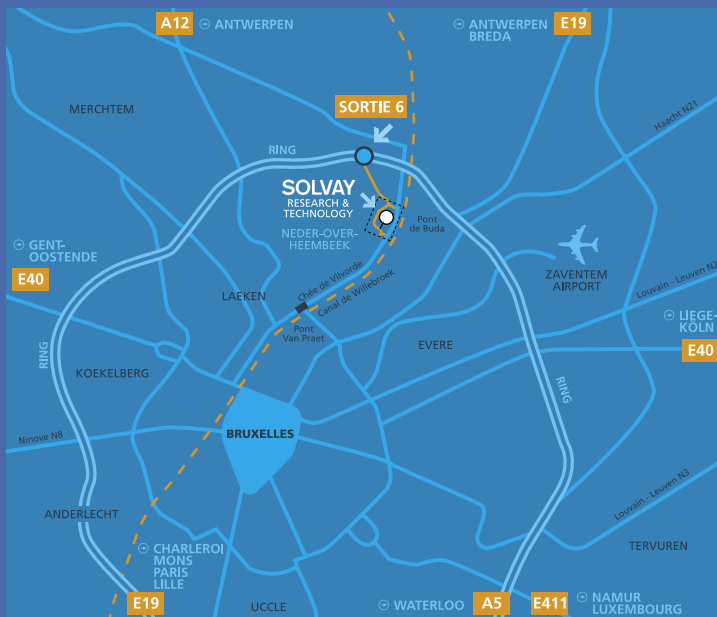 A12
ANTWERPEN
ANTWERPEN
BREDA
E19
MERCHTEM
SORTIE 6
Haacht N21
RING
SOLVAY
RESEARCH &
TECHNOLOGY
NEDER-OVER-
HEEMBEEK
Pont
de Buda
GENT-
OOSTENDE
E40
ZAVENTEM
AIRPORT
Louvain - Leuven N2
LAEKEN
Chée de Vilvorde
Canal de Willebroek
Pont
Van Praet
EVERE
LIEGE-
KÖLN
E40
RING
KOEKELBERG
RING
BRUXELLES
Ninove N8
ANDERLECHT
Louvain - Leuven N3
TERVUREN
CHARLEROI
MONS
PARIS
LILLE
E19
UCCLE
WATERLOO
A5
E411
NAMUR
LUXEMBOURG